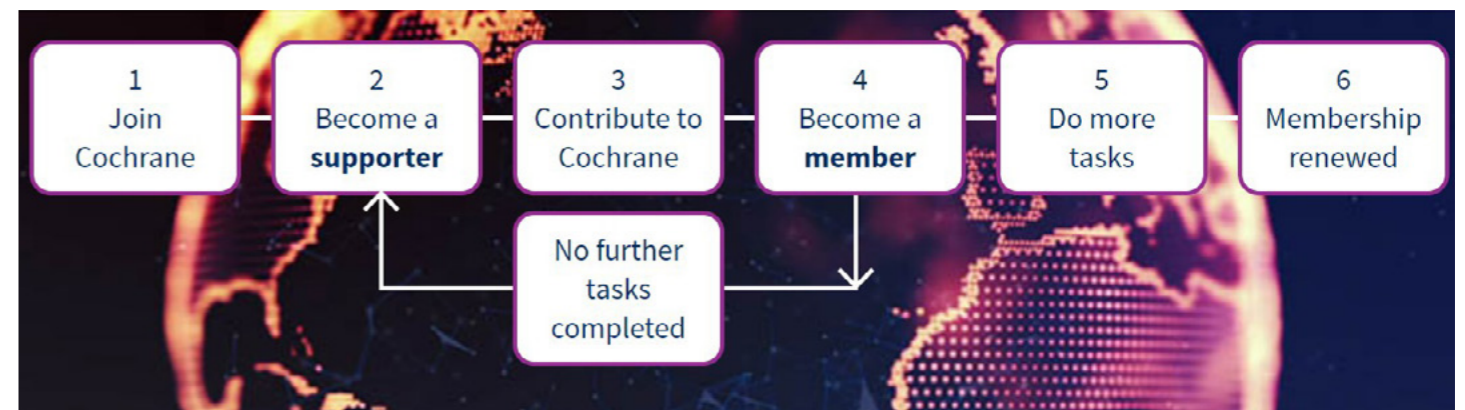 1
Join
Cochrane
2
Become a
supporter
3
Contribute to
Cochrane
4
Become a
member
5
Do more
tasks
6
Membership
renewed
No further
tasks
completed